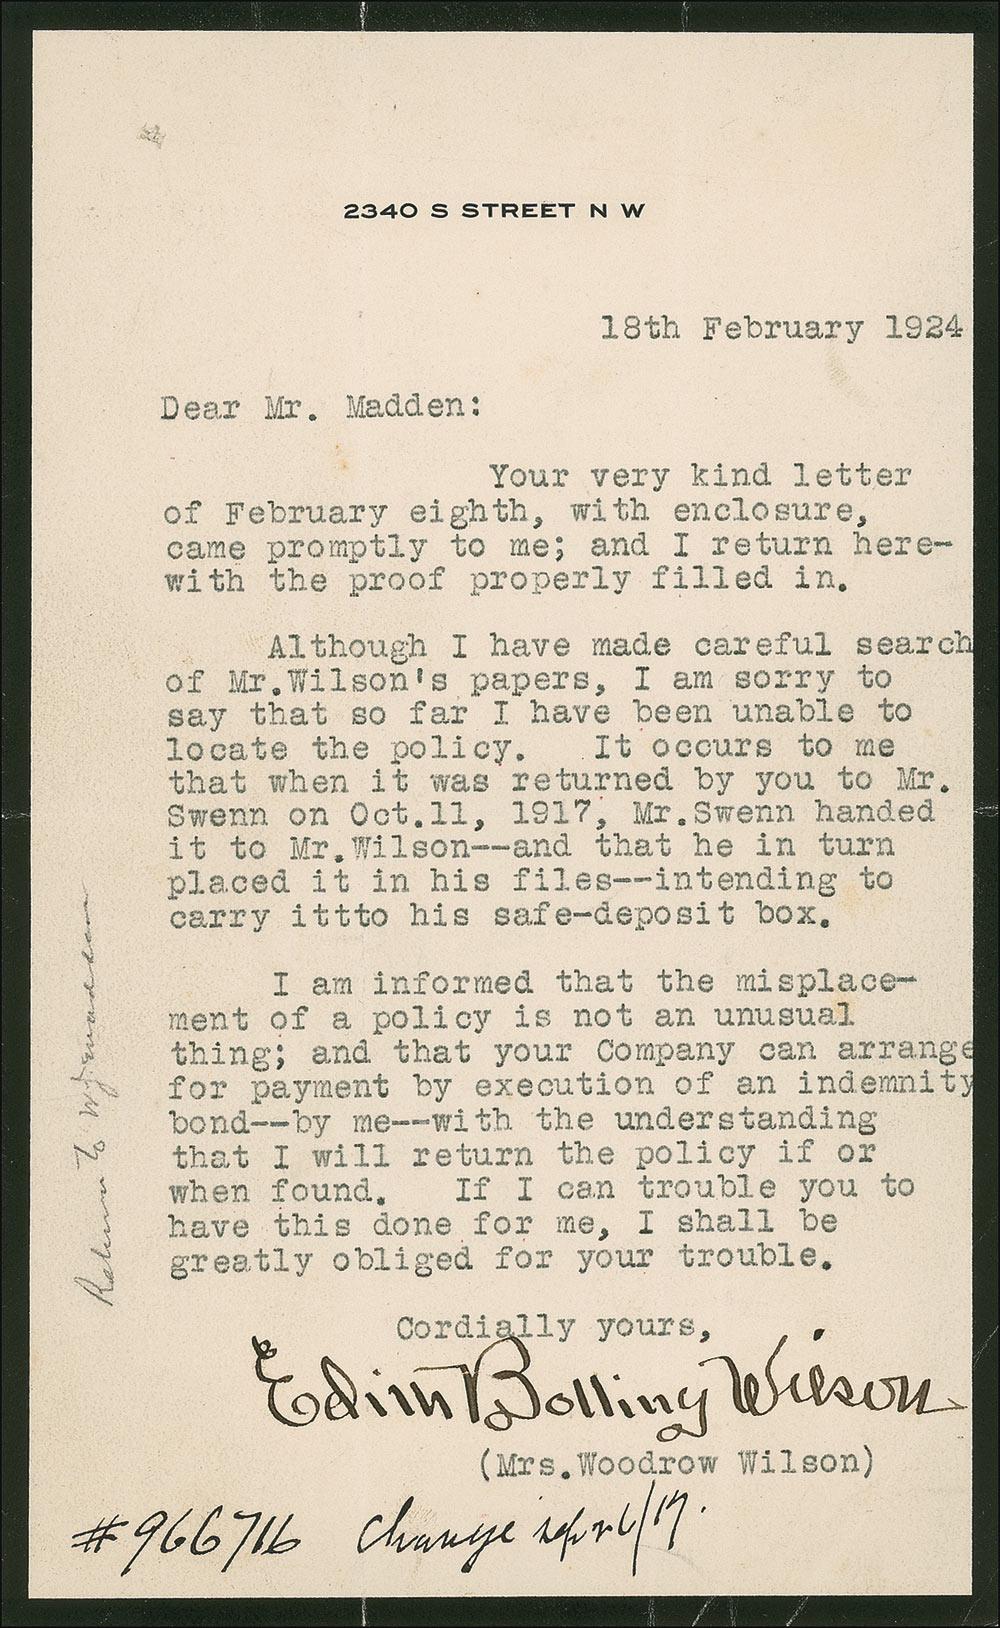 2340 S STREET N W
18th February 1924
Dear Mr. Madden:
Your very kind letter
of February eighth, with enclosure,
came promptly to me; and I return here-
with the proof properly filled in.
Although I have made careful search
of Mr.Wilson's papers, I am sorry to
say that so far I have been unable to
locate the policy. It occurs to me
that when it was returned by you to Mr.
Swenn on Oct.11, 1917, Mr.Swenn handed
it to Mr.Wilson--and that he in turn
placed it in his files--intending to
carry ittto his safe-deposit box.
I am informed that the misplace-
ment of a policy is not an unusual
thing; and that your Company can arrange
for payment by execution of an indemnity
bond--by me--with the understanding
that I will return the policy if or
when found. If I can trouble you to
have this done for me, I shall be
greatly obliged for your trouble.
Cordially yours,
Edith Bolling Wilson
(Mrs.Woodrow Wilson)
#966716 Change
Return to W J Madden